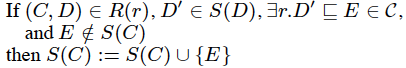 If (C, D) ∈ R(r), D′ ∈ S(D), ∃r.D′ ⊑ E ∈ 𝒞,
and E ∉ S(C)
then S(C) := S(C) ∪ {E}